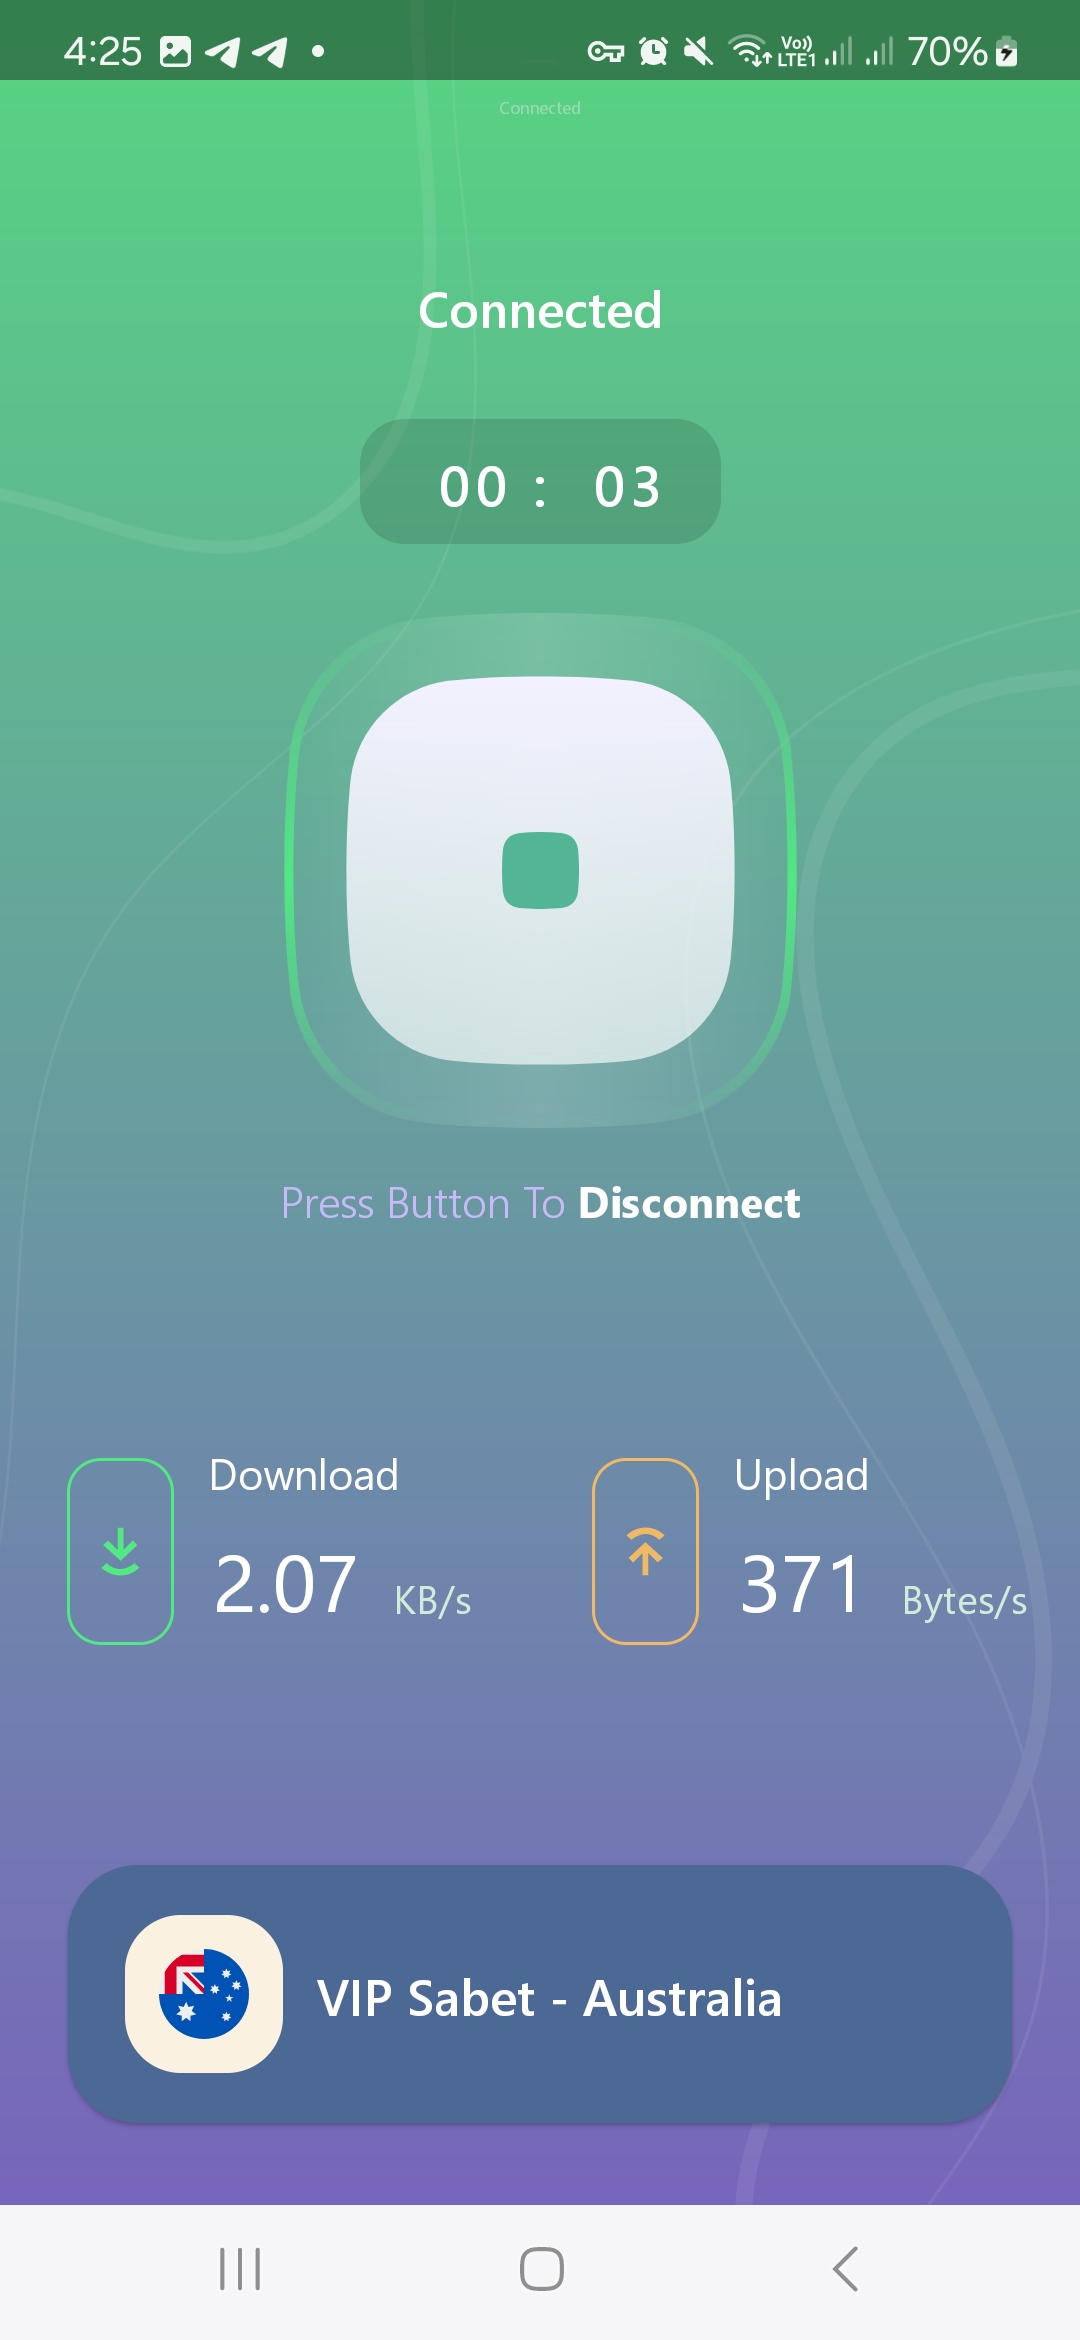 4:25 Vo)) LTE1 70%
Connected
Connected
00 : 03
Press Button To Disconnect
Download
2.07 KB/s
Upload
371 Bytes/s
VIP Sabet - Australia